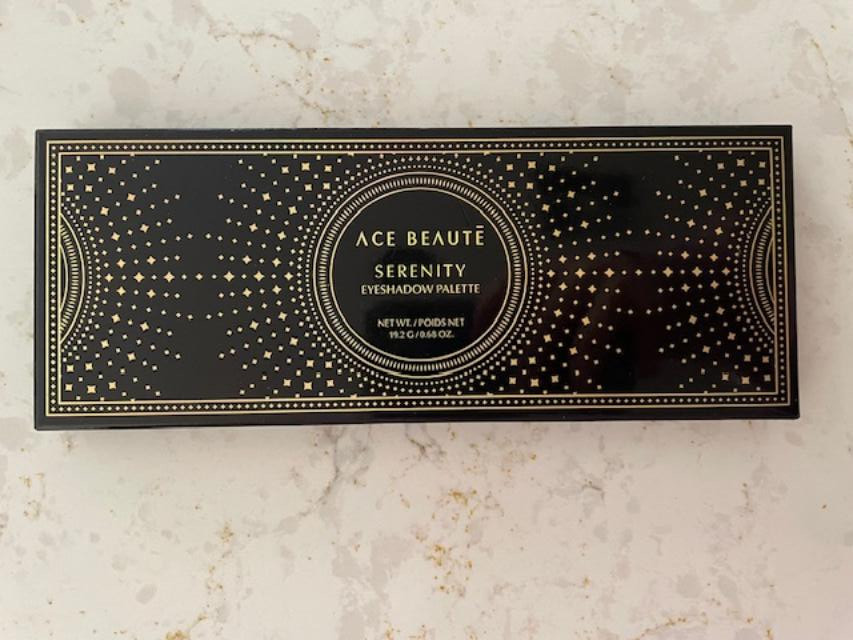 ACE BEAUTĒ
SERENITY
EYESHADOW PALETTE
NET WT. / POIDS NET
19.2 G / 0.68 OZ.